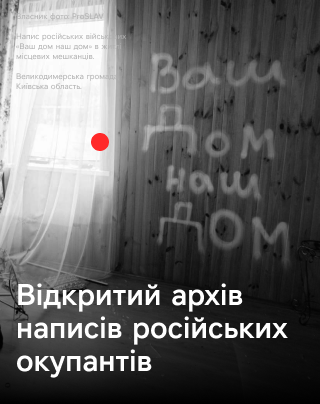 Власник фото: PreSLAV
Напис російських військових
«Ваш дом наш дом» в
місцевих мешканців.
Великодимерська громада
Київська область.
Ваш
Дом
наш
Дом
Відкритий архів
написів російських
окупантів